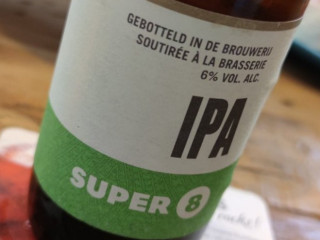 GEBOTTELD IN DE BROUWERIJ
SOUTIRÉE À LA BRASSERIE
6% VOL. ALC.
IPA
SUPER 8